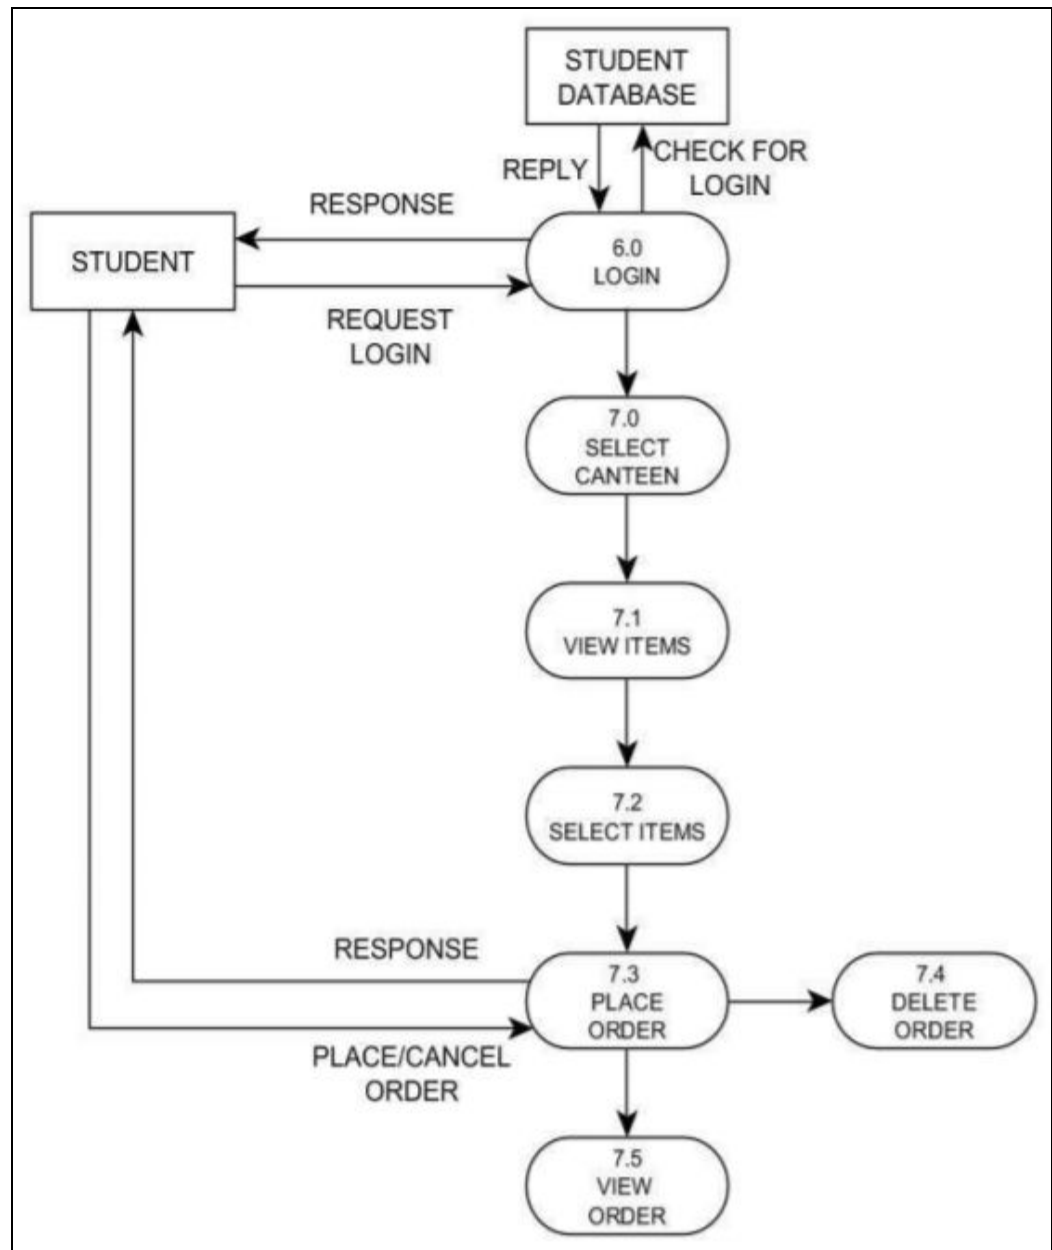 STUDENT
DATABASE
REPLY
CHECK FOR
LOGIN
RESPONSE
STUDENT
6.0
LOGIN
REQUEST
LOGIN
7.0
SELECT
CANTEEN
7.1
VIEW ITEMS
7.2
SELECT ITEMS
RESPONSE
7.3
PLACE
ORDER
7.4
DELETE
ORDER
PLACE/CANCEL
ORDER
7.5
VIEW
ORDER